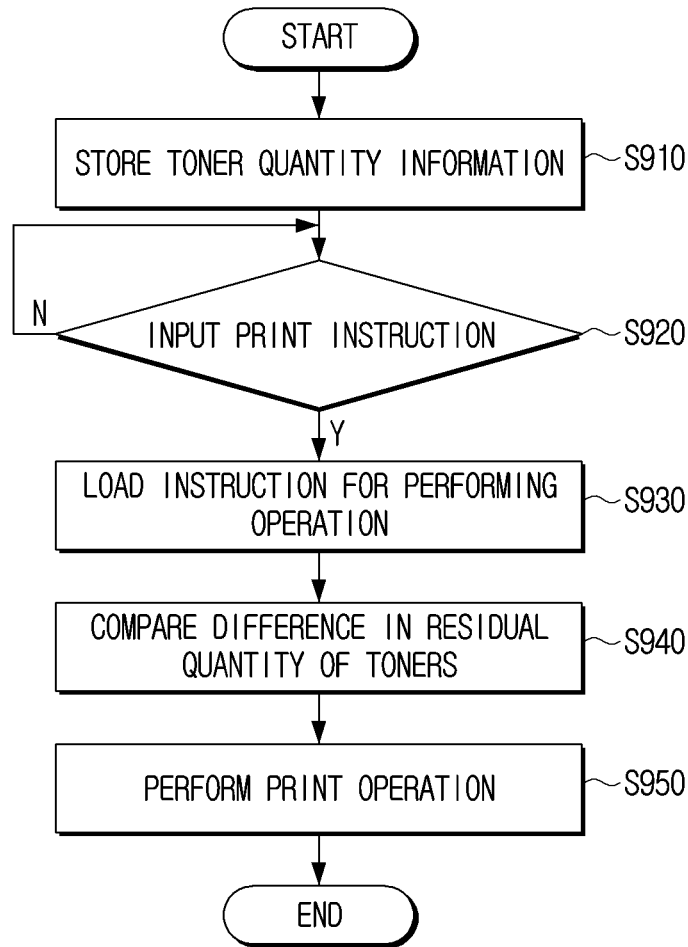 START
STORE TONER QUANTITY INFORMATION
S910
N
INPUT PRINT INSTRUCTION
S920
Y
LOAD INSTRUCTION FOR PERFORMING
OPERATION
S930
COMPARE DIFFERENCE IN RESIDUAL
QUANTITY OF TONERS
S940
PERFORM PRINT OPERATION
S950
END